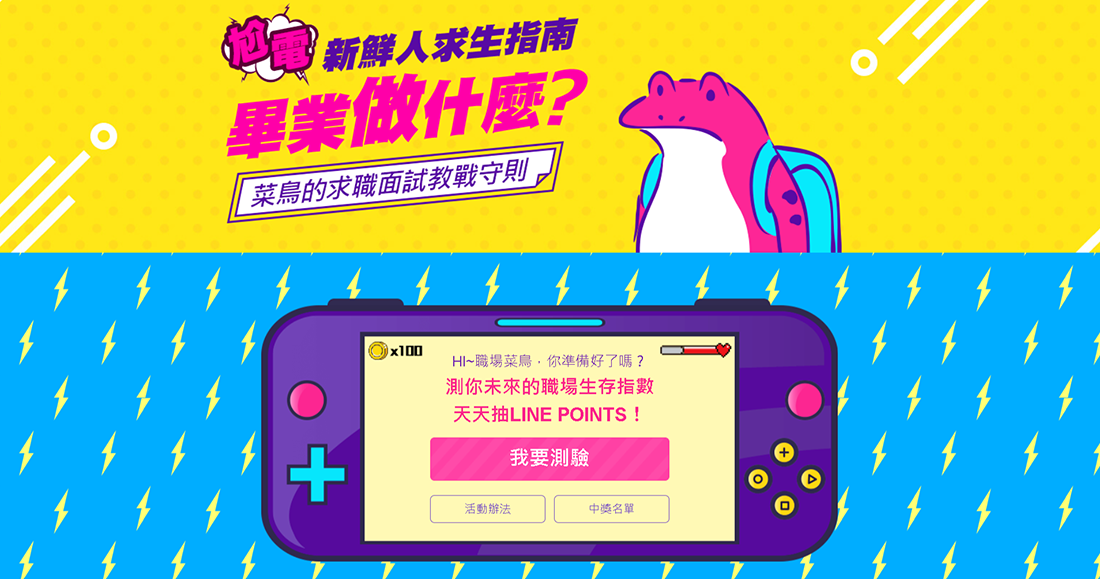 尬電
新鮮人求生指南
畢業做什麼?
菜鳥的求職面試教戰守則
x100
HI~職場菜鳥,你準備好了嗎?
測你未來的職場生存指數
天天抽LINE POINTS!
我要測驗
活動辦法
中獎名單